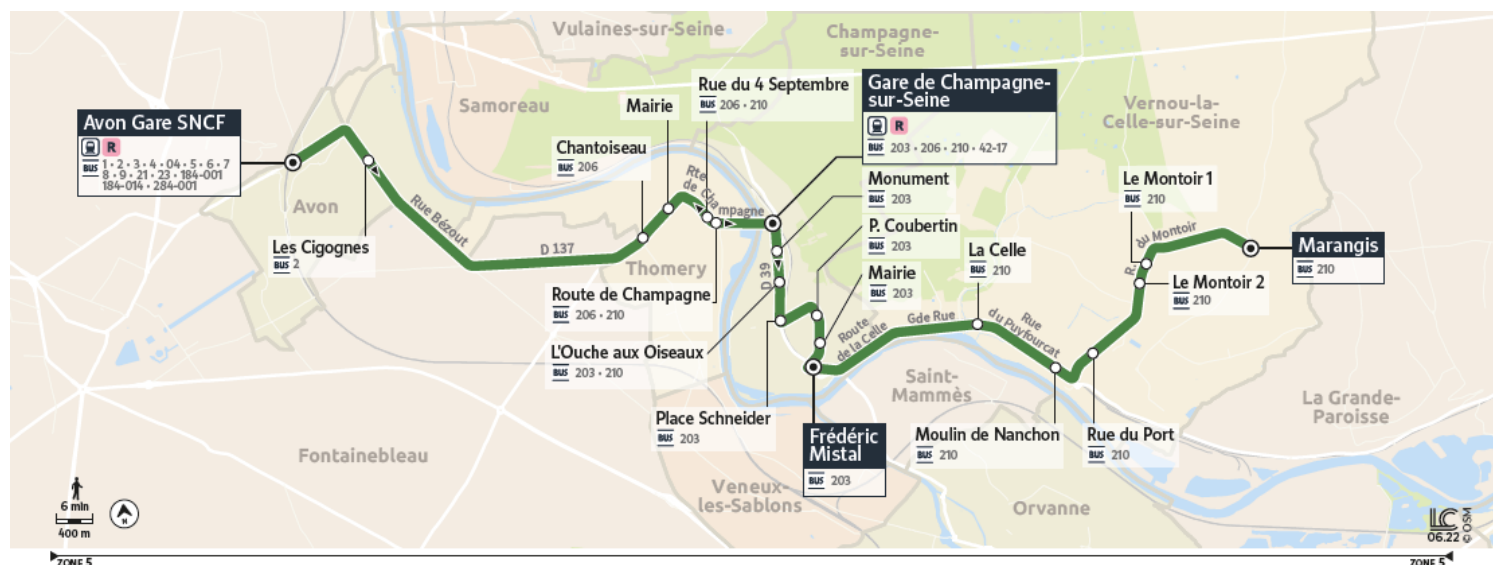 Vulaines-sur-Seine
Champagne-
sur-Seine
Samoreau
Vernou-la-
Celle-sur-Seine
Avon
Thomery
Fontainebleau
Saint-
Mammès
Veneux-
les-Sablons
Orvanne
La Grande-
Paroisse
Avon Gare SNCF
R
BUS 1 • 2 • 3 • 4 • 04 • 5 • 6 • 7
8 • 9 • 21 • 23 • 184-001
184-014 • 284-001
Les Cigognes
BUS 2
Rue Bézout
D 137
Chantoiseau
BUS 206
Mairie
Rue du 4 Septembre
BUS 206 • 210
Rte
de Champagne
Route de Champagne
BUS 206 • 210
Gare de Champagne-
sur-Seine
R
BUS 203 • 206 • 210 • 42-17
Monument
BUS 203
D 39
L'Ouche aux Oiseaux
BUS 203 • 210
Place Schneider
BUS 203
P. Coubertin
BUS 203
Mairie
BUS 203
Frédéric
Mistal
BUS 203
Route
de la Celle
Gde Rue
La Celle
BUS 210
Rue
du Puyfourcat
Moulin de Nanchon
BUS 210
Rue du Port
BUS 210
Le Montoir 2
BUS 210
Le Montoir 1
BUS 210
R. du Montoir
Marangis
BUS 210
6 min
400 m
N
LC
06.22
© OSM
ZONE 5
ZONE 5